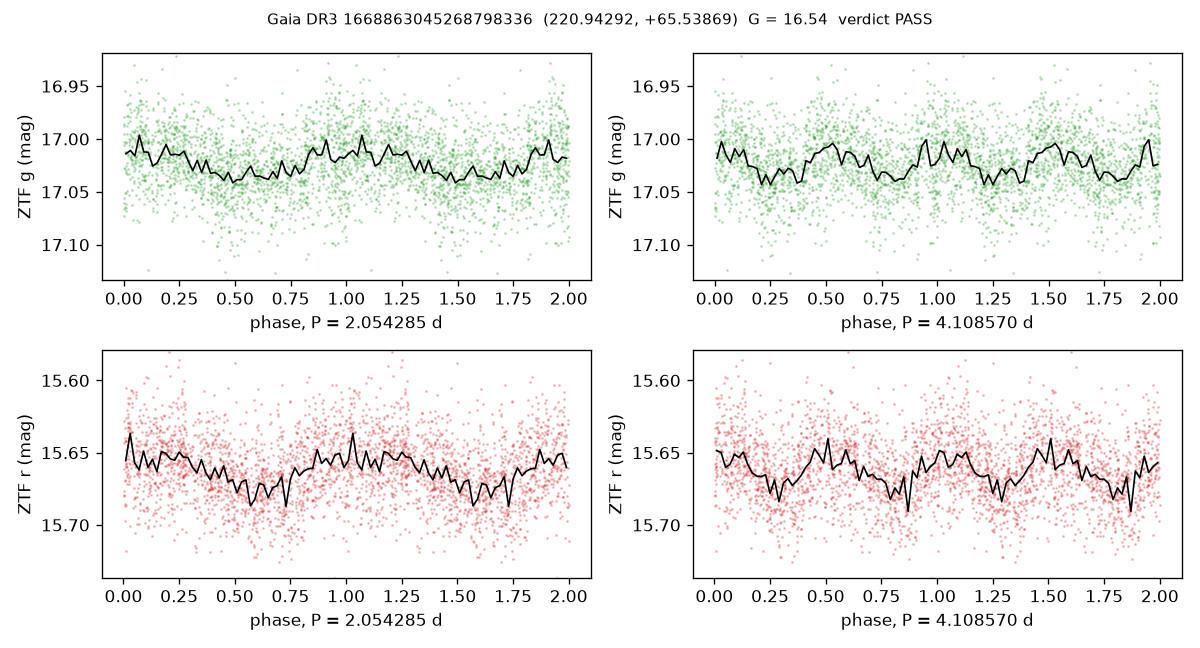 Gaia DR3 1668863045268798336  (220.94292, +65.53869)  G = 16.54  verdict PASS
ZTF g (mag)
16.95
17.00
17.05
17.10
0.00 0.25 0.50 0.75 1.00 1.25 1.50 1.75 2.00
phase, P = 2.054285 d
ZTF g (mag)
16.95
17.00
17.05
17.10
0.00 0.25 0.50 0.75 1.00 1.25 1.50 1.75 2.00
phase, P = 4.108570 d
ZTF r (mag)
15.60
15.65
15.70
0.00 0.25 0.50 0.75 1.00 1.25 1.50 1.75 2.00
phase, P = 2.054285 d
ZTF r (mag)
15.60
15.65
15.70
0.00 0.25 0.50 0.75 1.00 1.25 1.50 1.75 2.00
phase, P = 4.108570 d